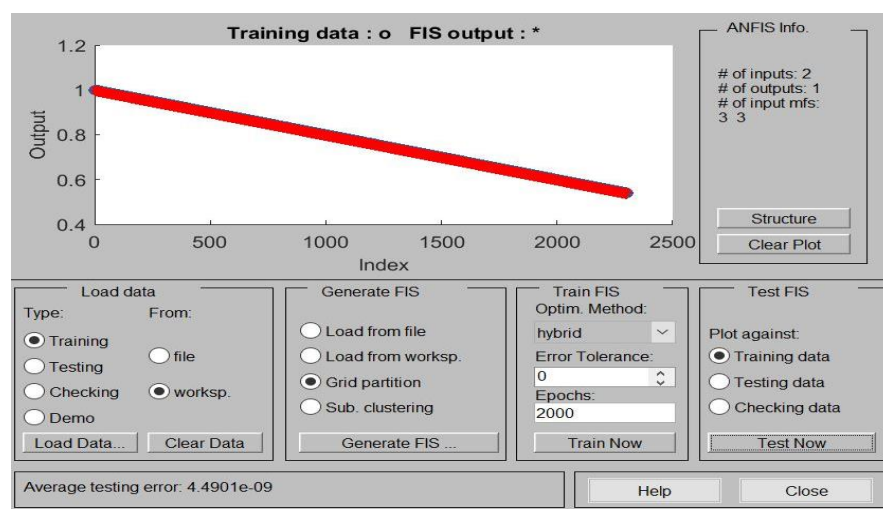 Training data : o FIS output : *
1.2
1
0.8
0.6
0.4
Output
0
500
1000
1500
2000
2500
Index
ANFIS Info.
# of inputs: 2
# of outputs: 1
# of input mfs:
3 3
Structure
Clear Plot
Load data
Type:
From:
Training
Testing
Checking
Demo
file
worksp.
Load Data...
Clear Data
Generate FIS
Load from file
Load from worksp.
Grid partition
Sub. clustering
Generate FIS ...
Train FIS
Optim. Method:
hybrid
Error Tolerance:
0
Epochs:
2000
Train Now
Test FIS
Plot against:
Training data
Testing data
Checking data
Test Now
Average testing error: 4.4901e-09
Help
Close